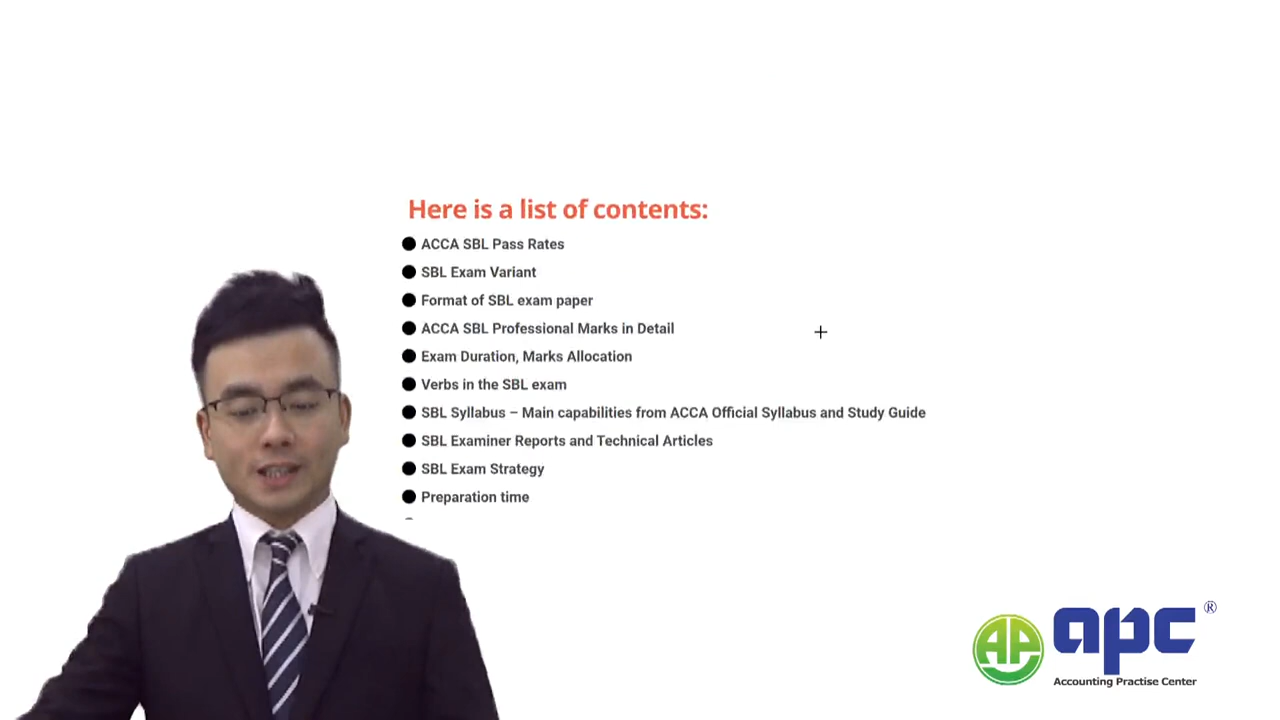 Here is a list of contents:
ACCA SBL Pass Rates
SBL Exam Variant
Format of SBL exam paper
ACCA SBL Professional Marks in Detail
Exam Duration, Marks Allocation
Verbs in the SBL exam
SBL Syllabus – Main capabilities from ACCA Official Syllabus and Study Guide
SBL Examiner Reports and Technical Articles
SBL Exam Strategy
Preparation time
AP apc ®
Accounting Practise Center